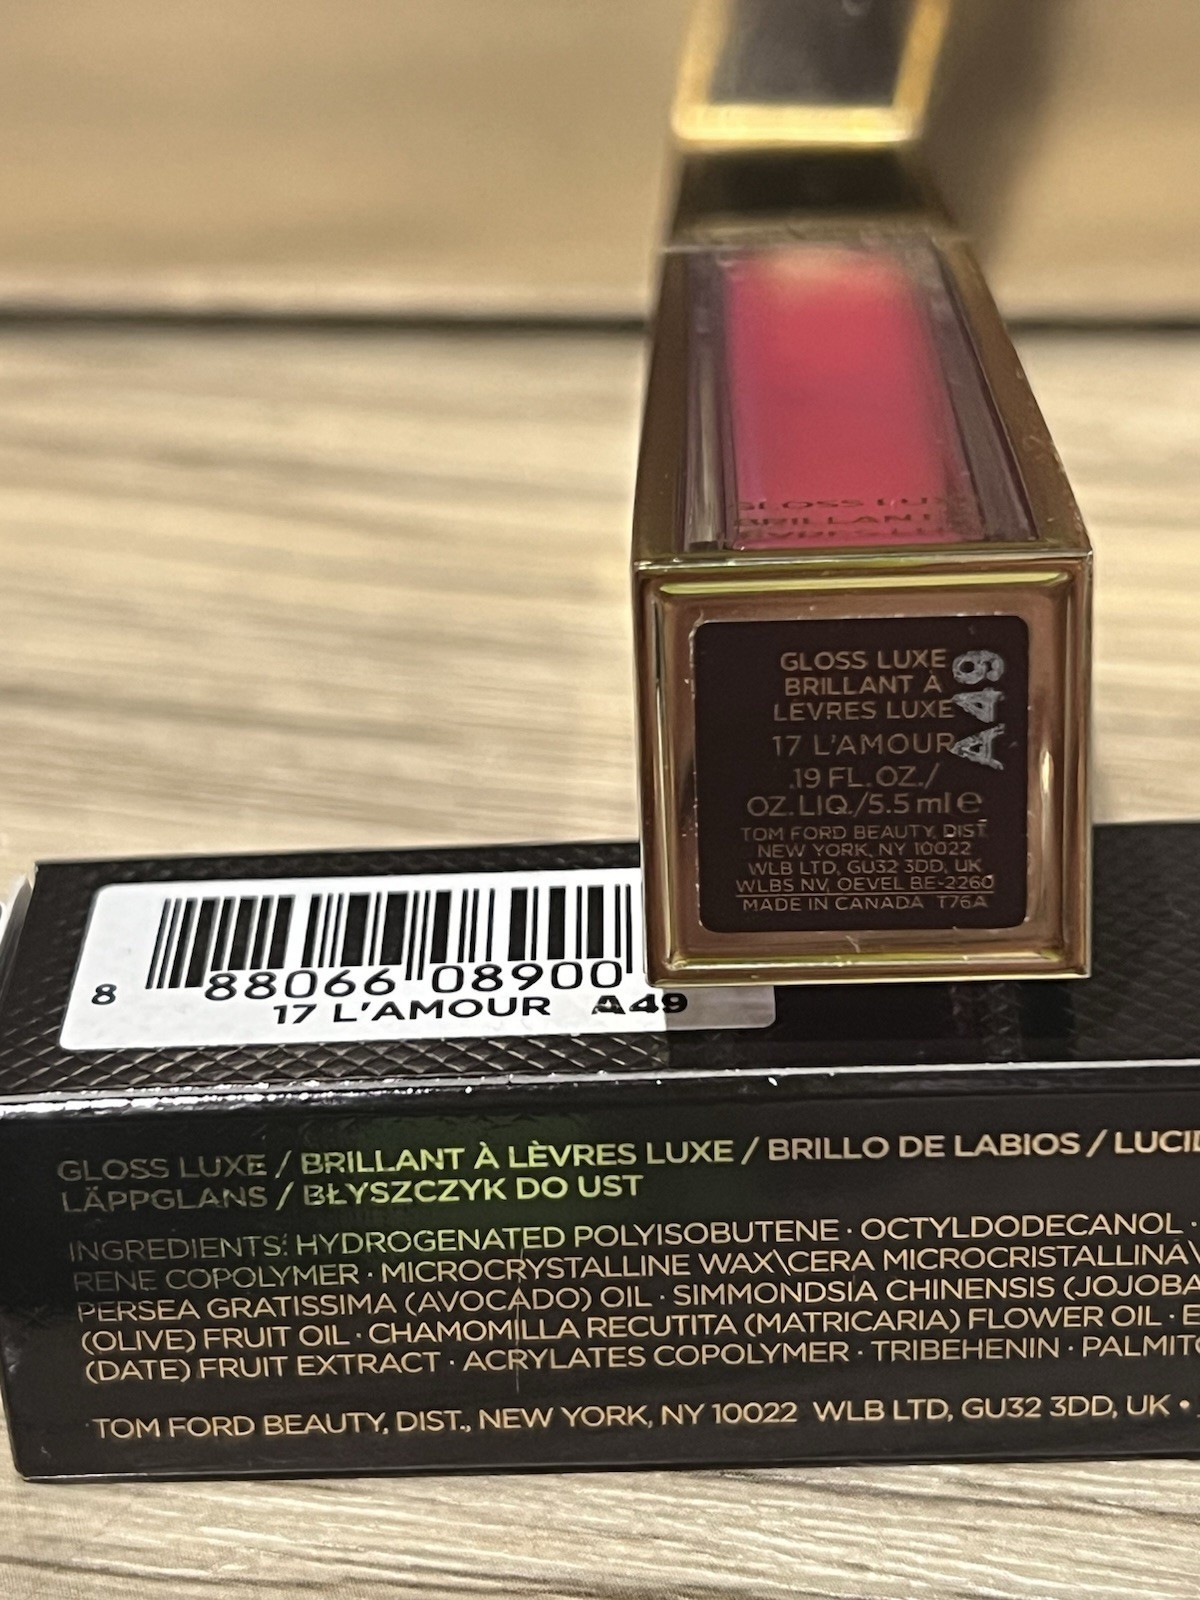 GLOSS LUXE
BRILLANT À
LÈVRES LUXE
17 L'AMOUR
A49
.19 FL. OZ./
OZ.LIQ./5.5 ml e
TOM FORD BEAUTY, DIST.
NEW YORK, NY 10022
WLB LTD, GU32 3DD, UK
WLBS NV, OEVEL BE-2260
MADE IN CANADA T76A
8 88066 08900
17 L'AMOUR A49
GLOSS LUXE / BRILLANT À LÈVRES LUXE / BRILLO DE LABIOS / LUCID
LÄPPGLANS / BŁYSZCZYK DO UST
INGREDIENTS: HYDROGENATED POLYISOBUTENE · OCTYLDODECANOL ·
RENE COPOLYMER · MICROCRYSTALLINE WAX\CERA MICROCRISTALLINA\
PERSEA GRATISSIMA (AVOCADO) OIL · SIMMONDSIA CHINENSIS (JOJOBA
(OLIVE) FRUIT OIL · CHAMOMILLA RECUTITA (MATRICARIA) FLOWER OIL ·
(DATE) FRUIT EXTRACT · ACRYLATES COPOLYMER · TRIBEHENIN · PALMITO
TOM FORD BEAUTY, DIST., NEW YORK, NY 10022 WLB LTD, GU32 3DD, UK •